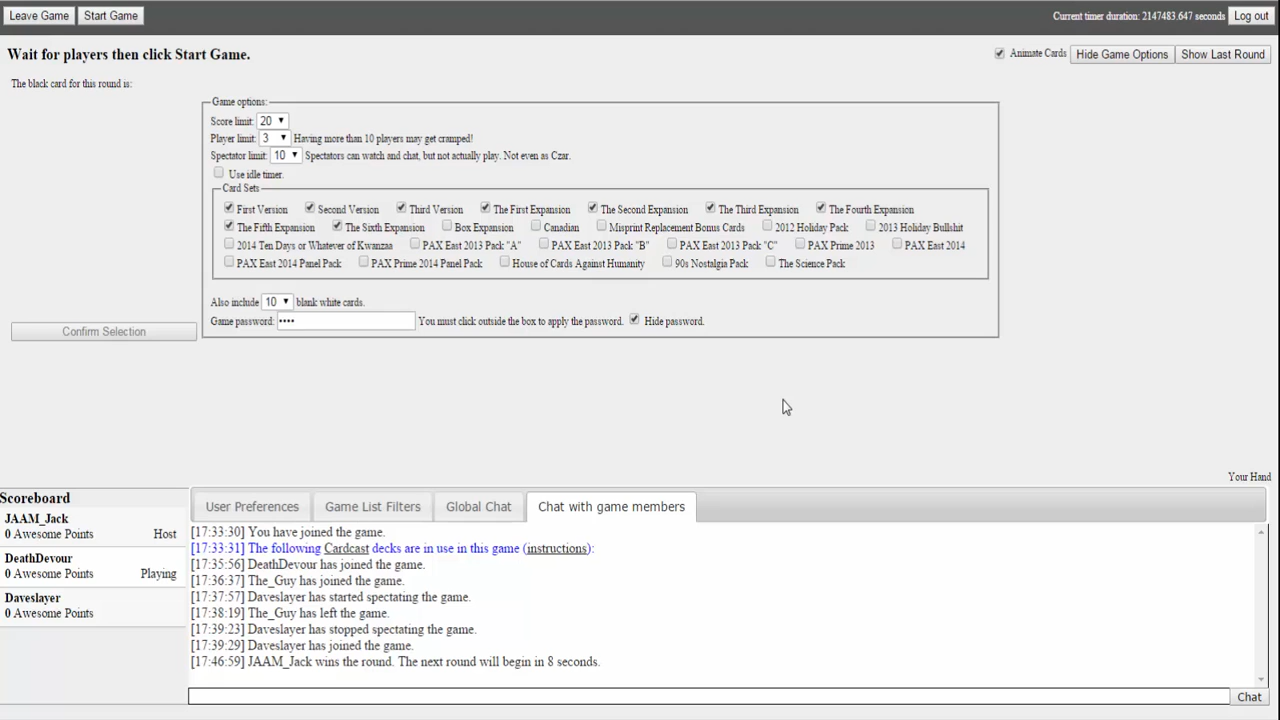 Leave Game Start Game Current timer duration: 2147483.647 seconds Log out
Wait for players then click Start Game. Animate Cards Hide Game Options Show Last Round
The black card for this round is:
Game options:
Score limit: 20
Player limit: 3 Having more than 10 players may get cramped!
Spectator limit: 10 Spectators can watch and chat, but not actually play. Not even as Czar.
Use idle timer.
Card Sets
First Version Second Version Third Version The First Expansion The Second Expansion The Third Expansion The Fourth Expansion
The Fifth Expansion The Sixth Expansion Box Expansion Canadian Misprint Replacement Bonus Cards 2012 Holiday Pack 2013 Holiday Bullshit
2014 Ten Days or Whatever of Kwanzaa PAX East 2013 Pack "A" PAX East 2013 Pack "B" PAX East 2013 Pack "C" PAX Prime 2013 PAX East 2014
PAX East 2014 Panel Pack PAX Prime 2014 Panel Pack House of Cards Against Humanity 90s Nostalgia Pack The Science Pack
Also include 10 blank white cards.
Game password: •••• You must click outside the box to apply the password. Hide password.
Confirm Selection
Your Hand
Scoreboard
JAAM_Jack
0 Awesome Points Host
DeathDevour
0 Awesome Points Playing
Daveslayer
0 Awesome Points
User Preferences Game List Filters Global Chat Chat with game members
[17:33:30] You have joined the game.
[17:33:31] The following Cardcast decks are in use in this game (instructions):
[17:35:56] DeathDevour has joined the game.
[17:36:37] The_Guy has joined the game.
[17:37:57] Daveslayer has started spectating the game.
[17:38:19] The_Guy has left the game.
[17:39:23] Daveslayer has stopped spectating the game.
[17:39:29] Daveslayer has joined the game.
[17:46:59] JAAM_Jack wins the round. The next round will begin in 8 seconds.
Chat